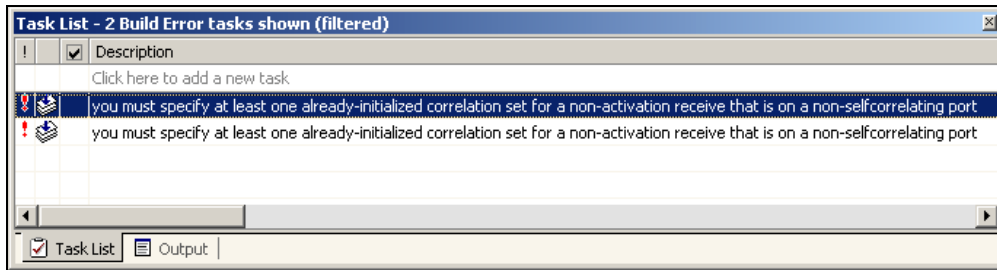 Task List - 2 Build Error tasks shown (filtered)
! Description
Click here to add a new task
you must specify at least one already-initialized correlation set for a non-activation receive that is on a non-selfcorrelating port
you must specify at least one already-initialized correlation set for a non-activation receive that is on a non-selfcorrelating port
Task List Output